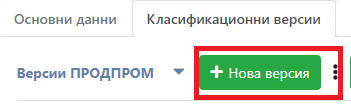 Основни данни Класификационни версии
Версии ПРОДПРОМ + Нова версия